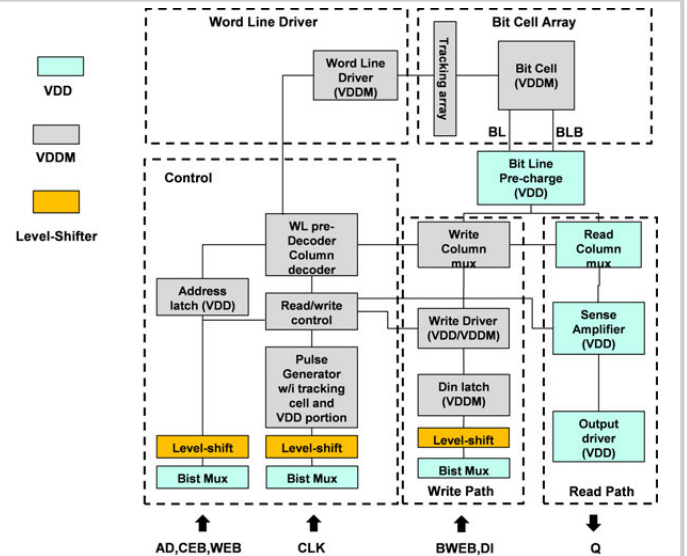 Word Line Driver
Bit Cell Array
VDD
VDDM
Level-Shifter
Word Line
Driver
(VDDM)
Tracking array
Bit Cell
(VDDM)
BL
BLB
Bit Line
Pre-charge
(VDD)
Control
WL pre-
Decoder
Column
decoder
Write
Column
mux
Read
Column
mux
Address
latch (VDD)
Read/write
control
Write Driver
(VDD/VDDM)
Sense
Amplifier
(VDD)
Pulse
Generator
w/i tracking
cell and
VDD portion
Din latch
(VDDM)
Output
driver
(VDD)
Level-shift
Level-shift
Level-shift
Bist Mux
Bist Mux
Bist Mux
Write Path
Read Path
AD,CEB,WEB
CLK
BWEB,DI
Q